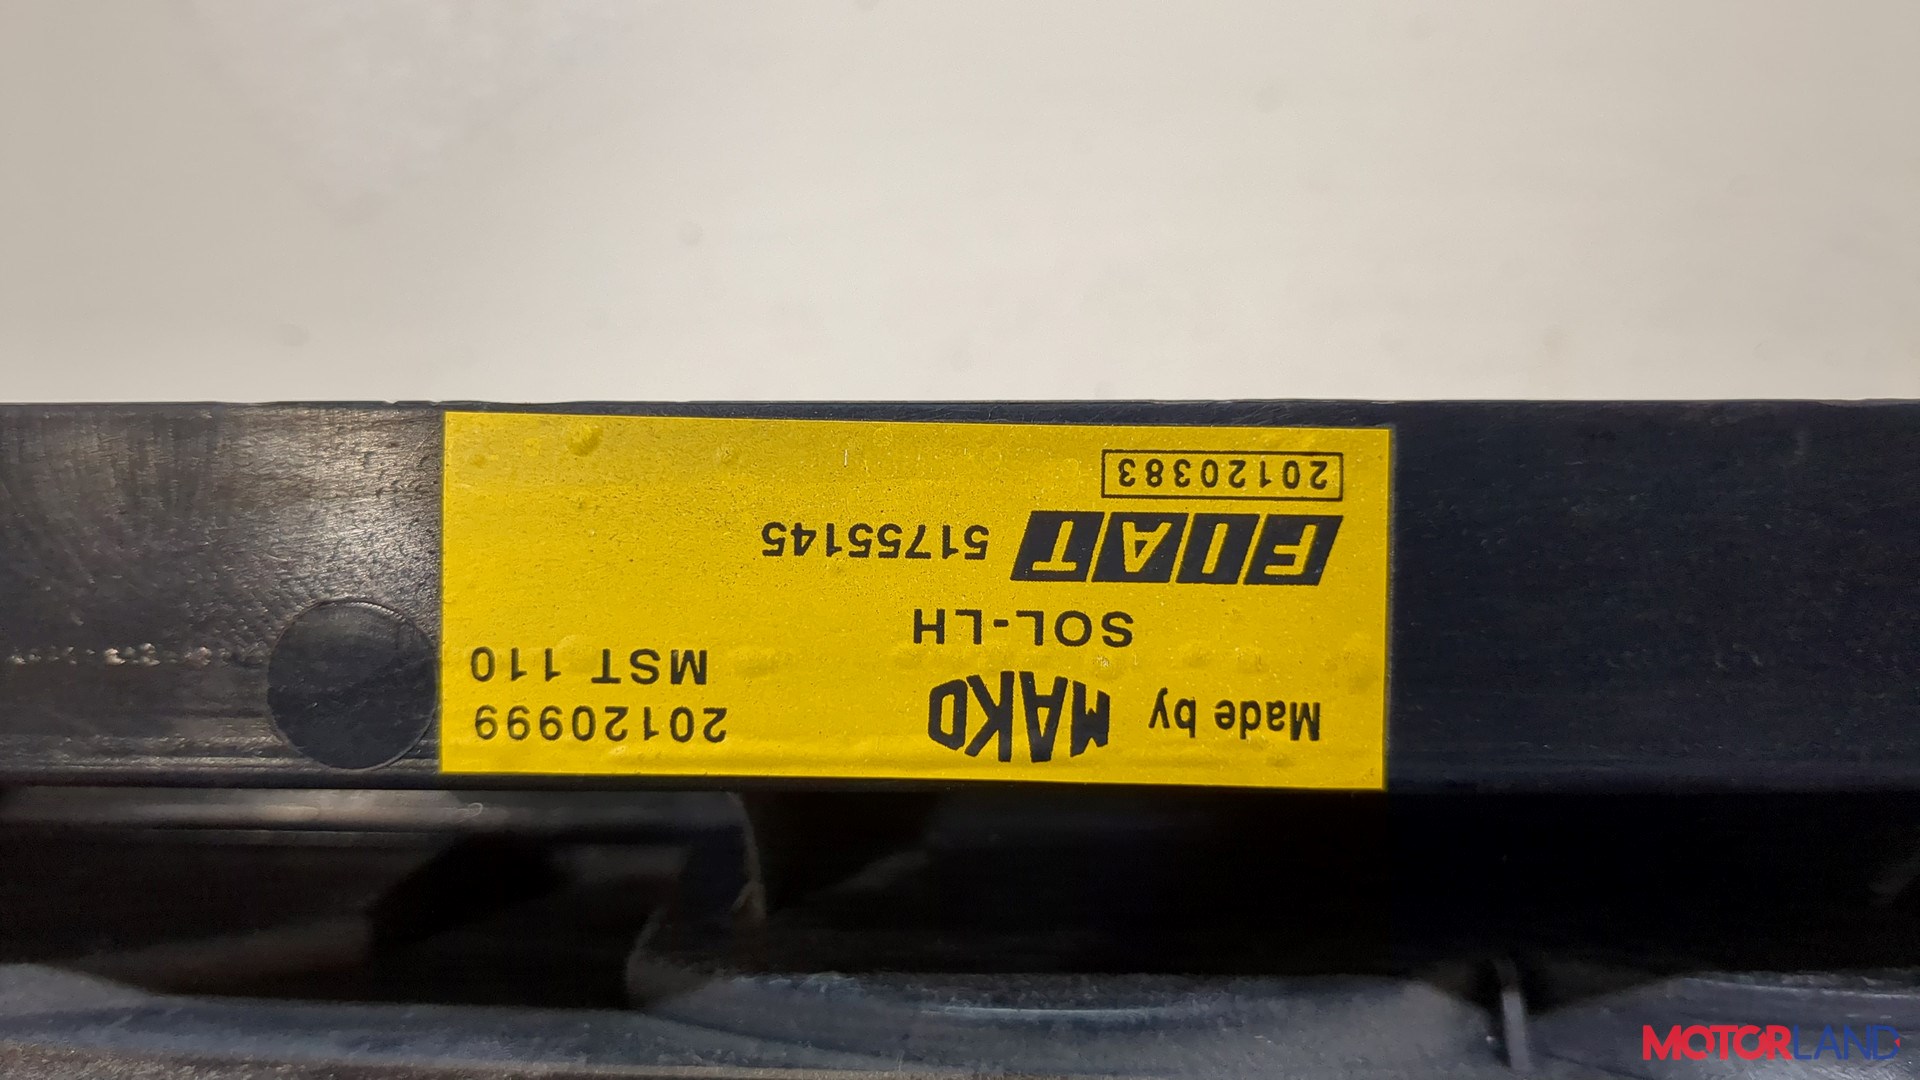 Made by MAKO 20120999
SOL-LH MST 110
FIAT 51755145
20120383
MOTORLAND